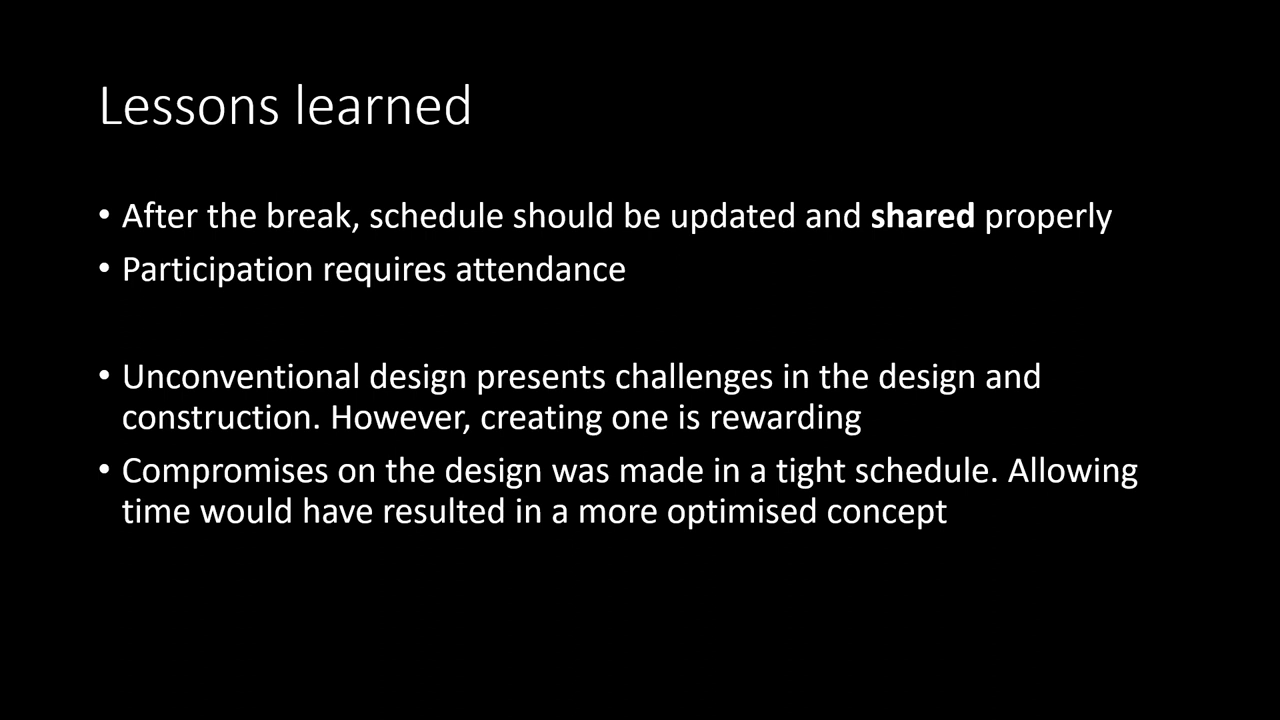 Lessons learned
• After the break, schedule should be updated and shared properly
• Participation requires attendance
• Unconventional design presents challenges in the design and
construction. However, creating one is rewarding
• Compromises on the design was made in a tight schedule. Allowing
time would have resulted in a more optimised concept